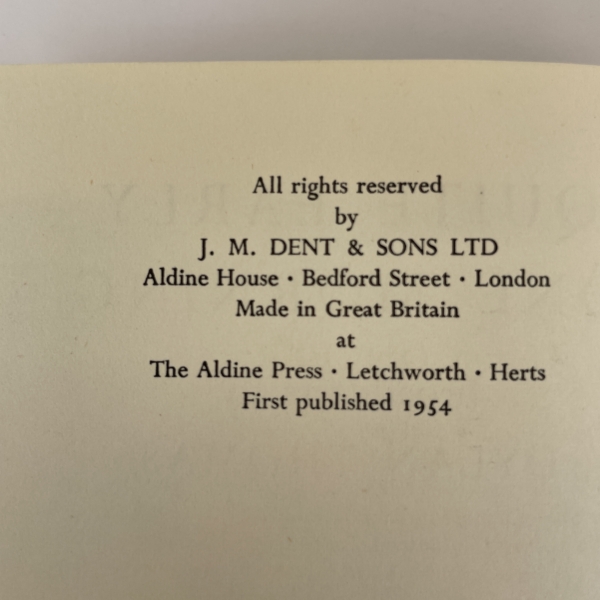 All rights reserved
by
J. M. DENT & SONS LTD
Aldine House · Bedford Street · London
Made in Great Britain
at
The Aldine Press · Letchworth · Herts
First published 1954